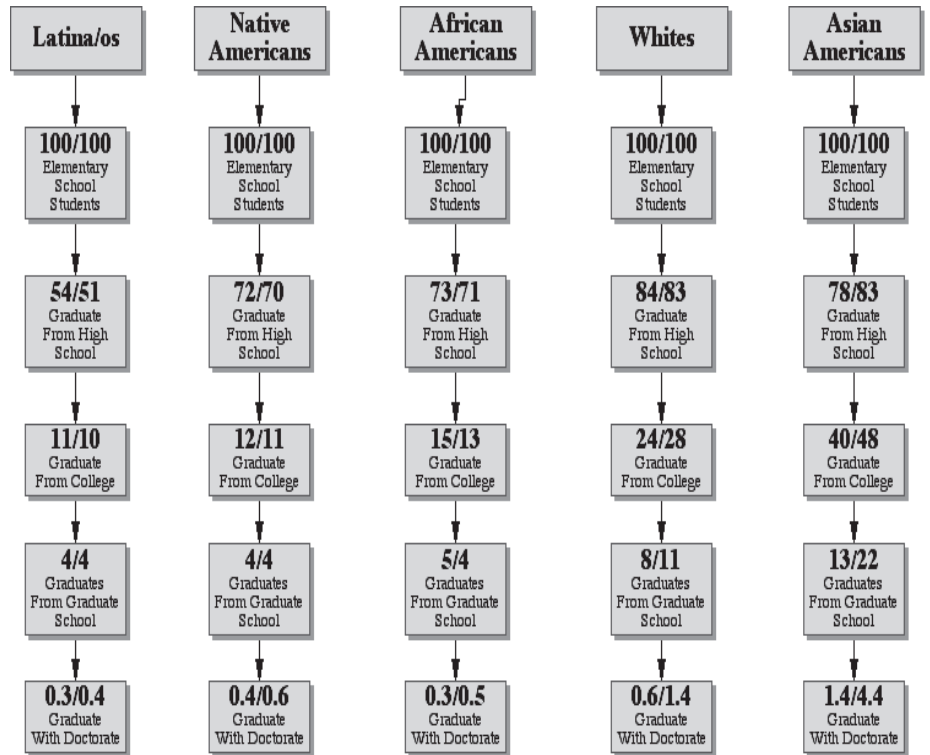 Latina/os
Native
Americans
African
Americans
Whites
Asian
Americans
100/100
Elementary
School
Students
100/100
Elementary
School
Students
100/100
Elementary
School
Students
100/100
Elementary
School
Students
100/100
Elementary
School
Students
54/51
Graduate
From High
School
72/70
Graduate
From High
School
73/71
Graduate
From High
School
84/83
Graduate
From High
School
78/83
Graduate
From High
School
11/10
Graduate
From College
12/11
Graduate
From College
15/13
Graduate
From College
24/28
Graduate
From College
40/48
Graduate
From College
4/4
Graduates
From Graduate
School
4/4
Graduates
From Graduate
School
5/4
Graduates
From Graduate
School
8/11
Graduates
From Graduate
School
13/22
Graduates
From Graduate
School
0.3/0.4
Graduate
With Doctorate
0.4/0.6
Graduate
With Doctorate
0.3/0.5
Graduate
With Doctorate
0.6/1.4
Graduate
With Doctorate
1.4/4.4
Graduate
With Doctorate